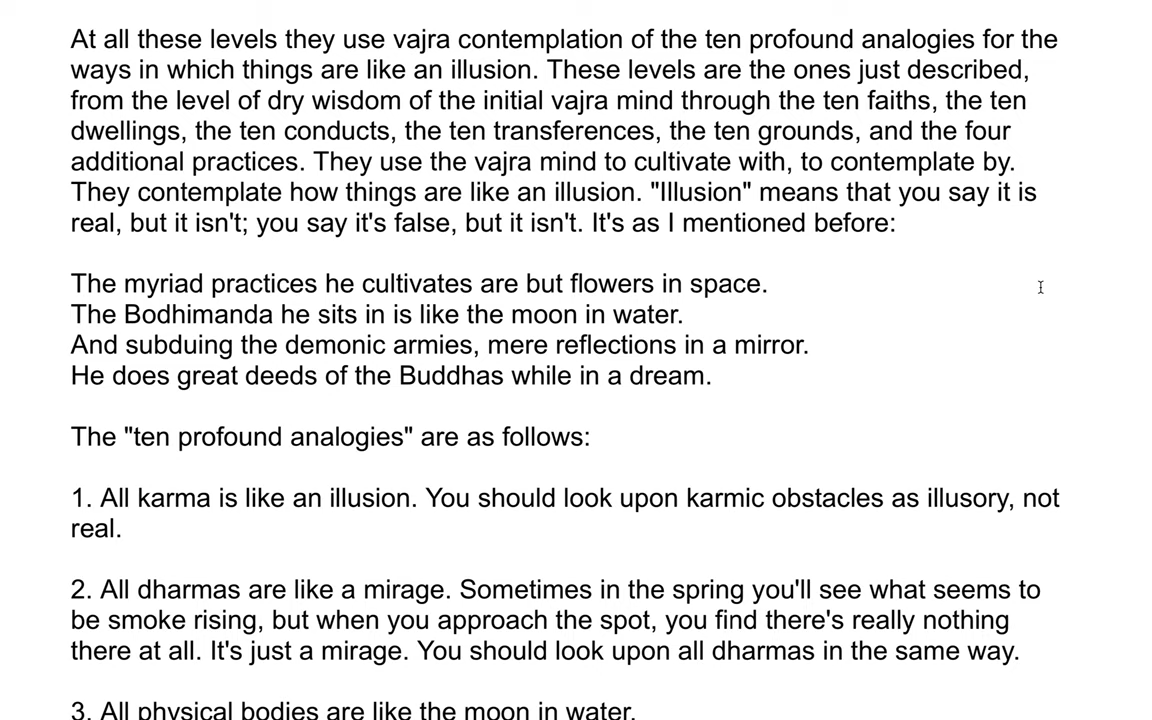 At all these levels they use vajra contemplation of the ten profound analogies for the
ways in which things are like an illusion. These levels are the ones just described,
from the level of dry wisdom of the initial vajra mind through the ten faiths, the ten
dwellings, the ten conducts, the ten transferences, the ten grounds, and the four
additional practices. They use the vajra mind to cultivate with, to contemplate by.
They contemplate how things are like an illusion. "Illusion" means that you say it is
real, but it isn't; you say it's false, but it isn't. It's as I mentioned before:
The myriad practices he cultivates are but flowers in space.
The Bodhimanda he sits in is like the moon in water.
And subduing the demonic armies, mere reflections in a mirror.
He does great deeds of the Buddhas while in a dream.
The "ten profound analogies" are as follows:
1. All karma is like an illusion. You should look upon karmic obstacles as illusory, not
real.
2. All dharmas are like a mirage. Sometimes in the spring you'll see what seems to
be smoke rising, but when you approach the spot, you find there's really nothing
there at all. It's just a mirage. You should look upon all dharmas in the same way.
3. All physical bodies are like the moon in water.